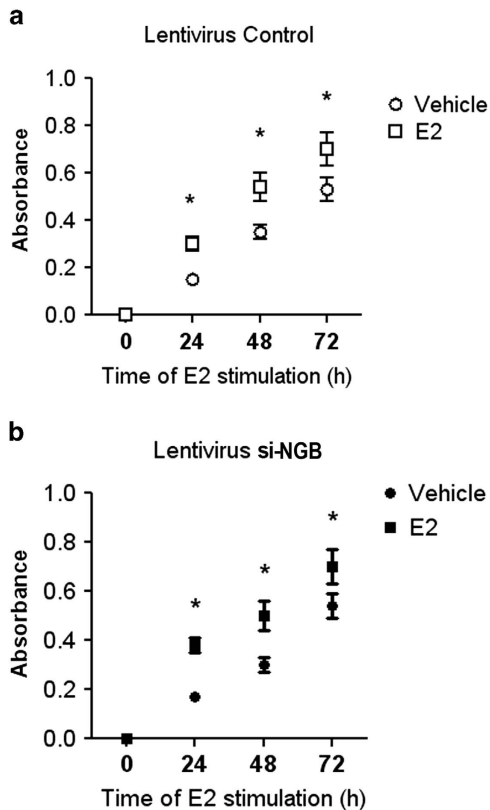 a
Lentivirus Control
1.0
0.8
0.6
0.4
0.2
0.0
Absorbance
* * *
Vehicle
E2
0 24 48 72
Time of E2 stimulation (h)
b
Lentivirus si-NGB
1.0
0.8
0.6
0.4
0.2
0.0
Absorbance
* * *
Vehicle
E2
0 24 48 72
Time of E2 stimulation (h)